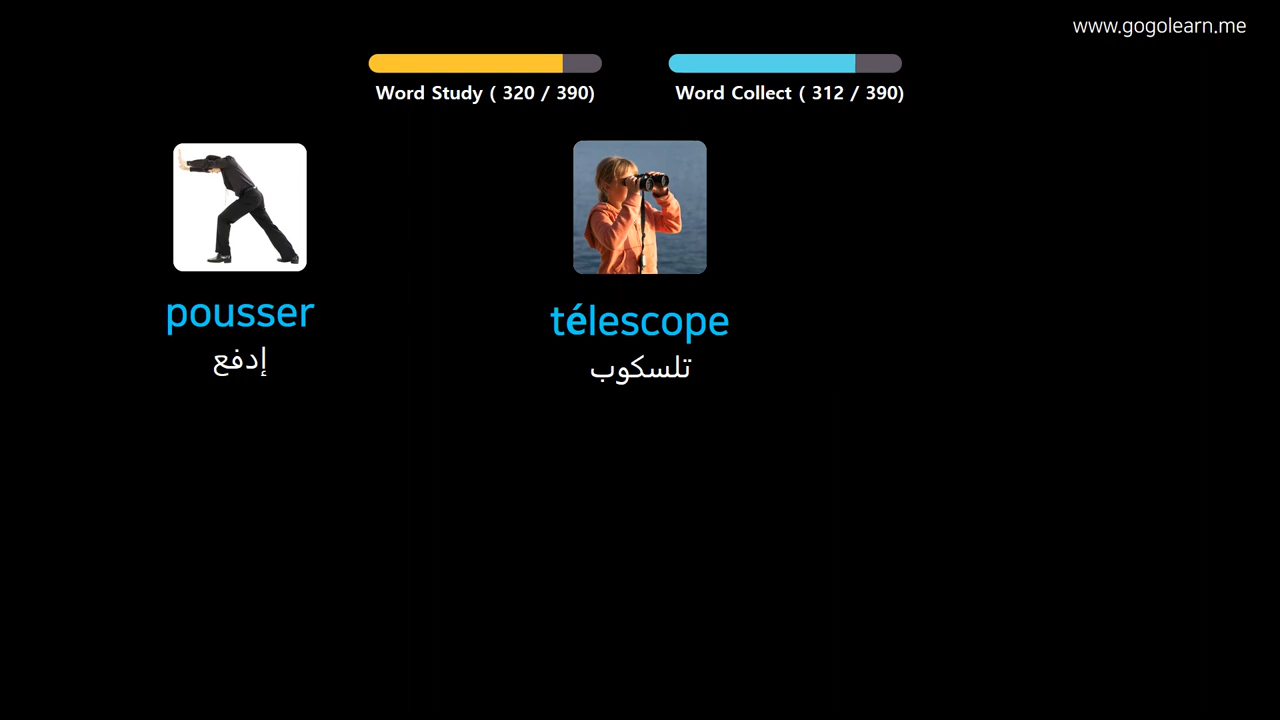 www.gogolearn.me
Word Study ( 320 / 390)
Word Collect ( 312 / 390)
pousser
إدفع
télescope
تلسكوب